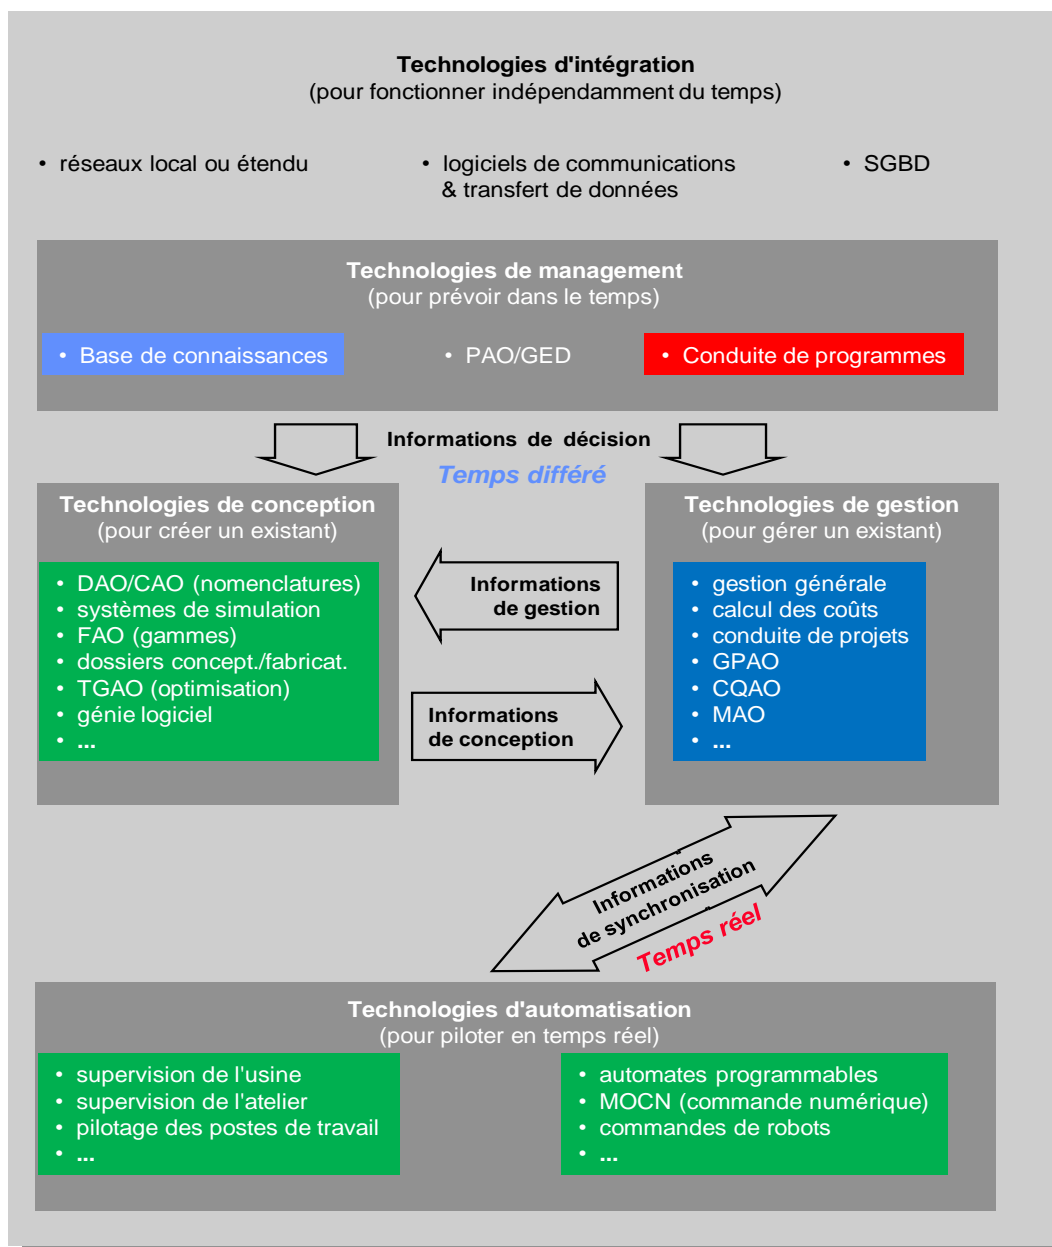 Technologies d'intégration
(pour fonctionner indépendamment du temps)
• réseaux local ou étendu
• logiciels de communications
& transfert de données
• SGBD
Technologies de management
(pour prévoir dans le temps)
• Base de connaissances
• PAO/GED
• Conduite de programmes
Informations de décision
Temps différé
Technologies de conception
(pour créer un existant)
• DAO/CAO (nomenclatures)
• systèmes de simulation
• FAO (gammes)
• dossiers concept./fabricat.
• TGAO (optimisation)
• génie logiciel
• ...
Informations
de gestion
Informations
de conception
Technologies de gestion
(pour gérer un existant)
• gestion générale
• calcul des coûts
• conduite de projets
• GPAO
• CQAO
• MAO
• ...
Informations
de synchronisation
Temps réel
Technologies d'automatisation
(pour piloter en temps réel)
• supervision de l'usine
• supervision de l'atelier
• pilotage des postes de travail
• ...
• automates programmables
• MOCN (commande numérique)
• commandes de robots
• ...